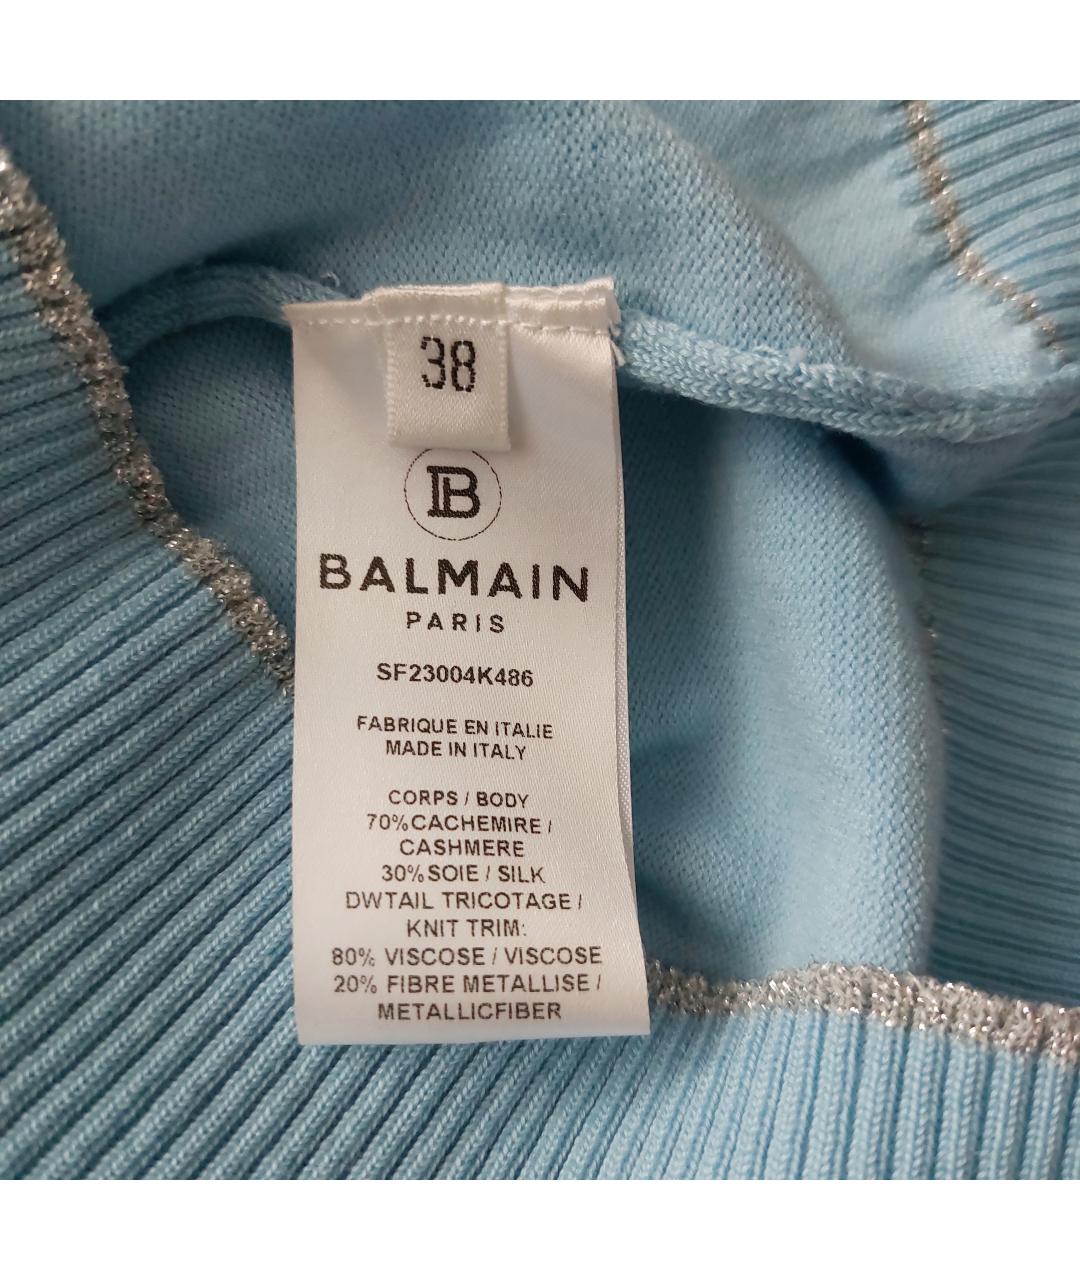 38
B
BALMAIN
PARIS
SF23004K486
FABRIQUE EN ITALIE
MADE IN ITALY
CORPS / BODY
70%CACHEMIRE /
CASHMERE
30%SOIE / SILK
DWTAIL TRICOTAGE /
KNIT TRIM:
80% VISCOSE / VISCOSE
20% FIBRE METALLISE /
METALLICFIBER